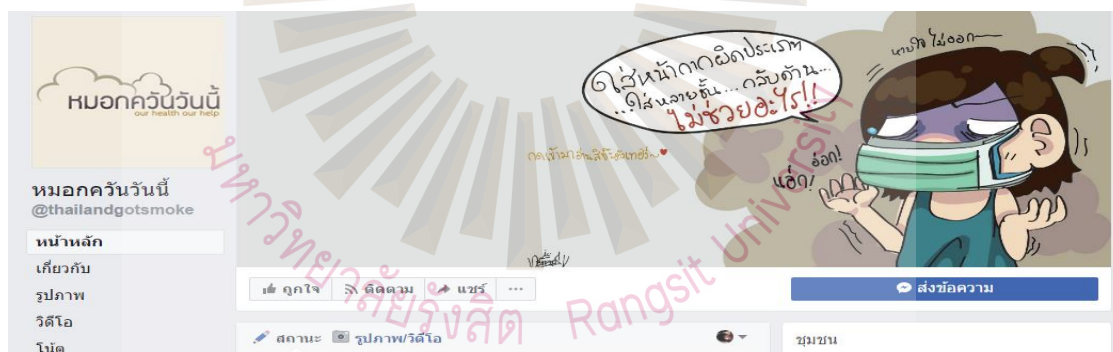 หมอกควันวันนี้
our health our help
หมอกควันวันนี้
@thailandgotsmoke
หน้าหลัก
เกี่ยวกับ
รูปภาพ
วิดีโอ
โน้ต
ใส่หน้ากากผิดประเภท
...ใส่หลายชั้น...กลับด้าน...
ไม่ช่วยอะไร!!
หายใจไม่ออก
อ่อก!
แอ่ก!
ถูกใจ
ติดตาม
แชร์
ส่งข้อความ
สถานะ
รูปภาพ/วิดีโอ
ชุมชน
มหาวิทยาลัยรังสิต Rangsit University